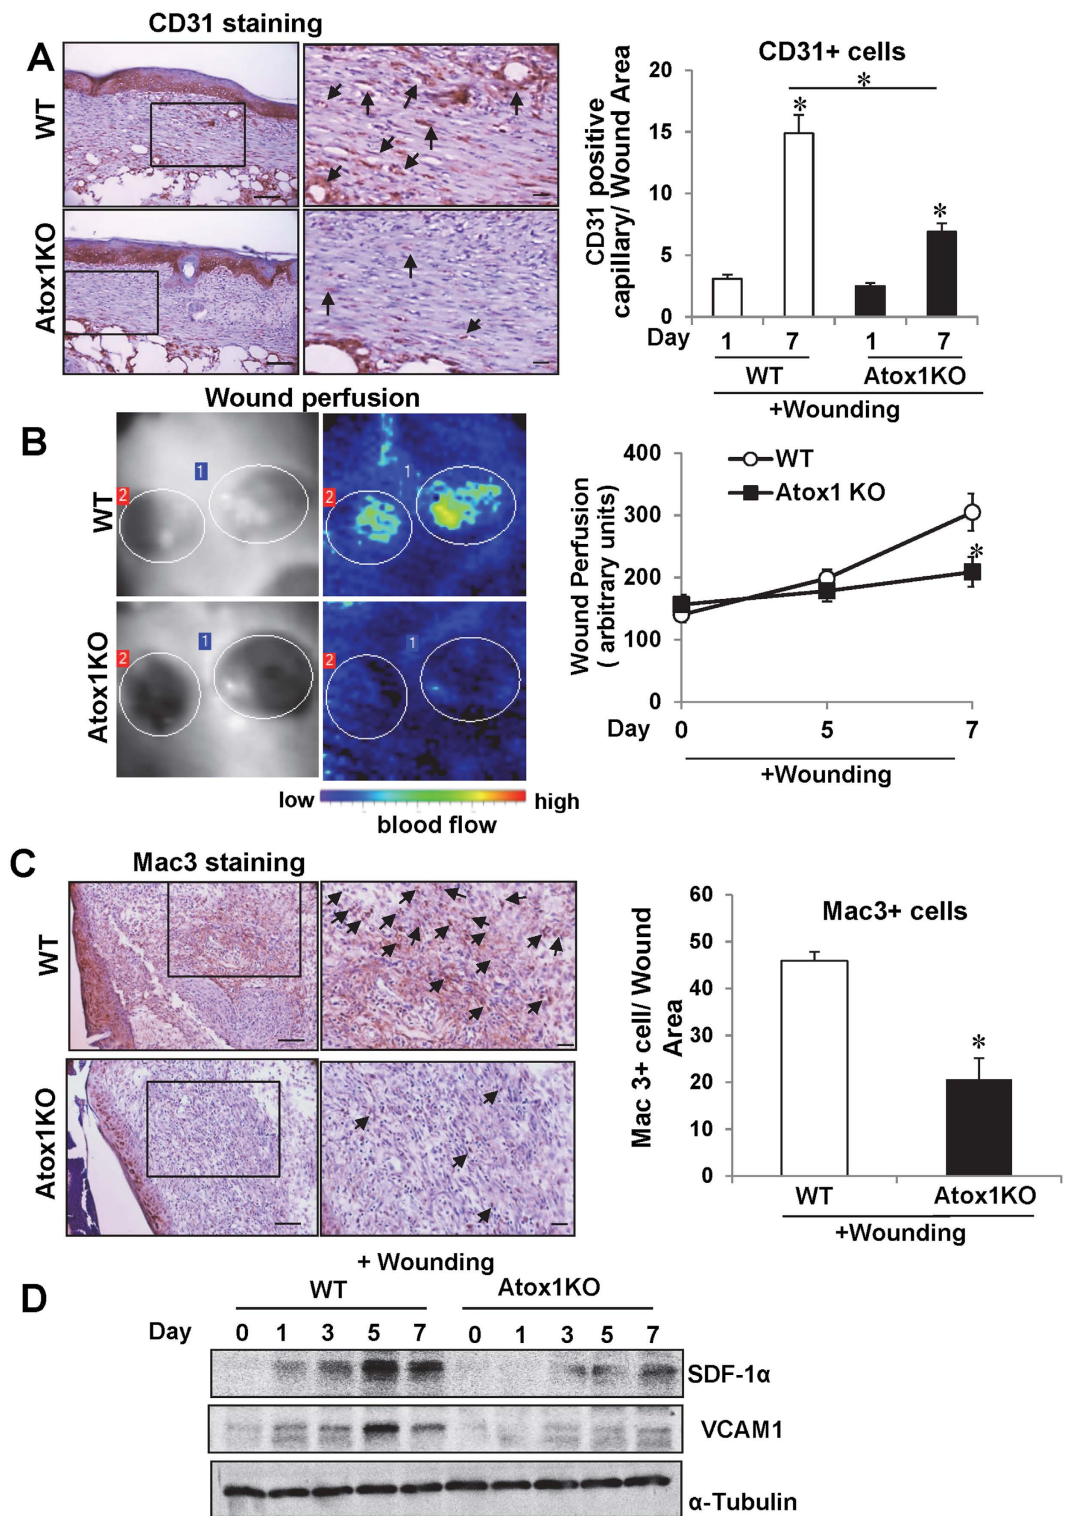 CD31 staining
A
WT
Atox1KO
CD31+ cells
CD31 positive
capillary/ Wound Area
20
15
10
5
0
*
*
*
Day 1 7 1 7
WT Atox1KO
+Wounding
Wound perfusion
B
WT
1
2
1
2
Atox1KO
1
2
1
2
low high
blood flow
Wound Perfusion
( arbitrary units)
400
300
200
100
0
WT
Atox1 KO
*
Day 0 5 7
+Wounding
C
Mac3 staining
WT
Atox1KO
Mac3+ cells
Mac 3+ cell/ Wound
Area
60
50
40
30
20
10
0
*
WT Atox1KO
+Wounding
+ Wounding
D
WT Atox1KO
Day 0 1 3 5 7 0 1 3 5 7
SDF-1α
VCAM1
α-Tubulin